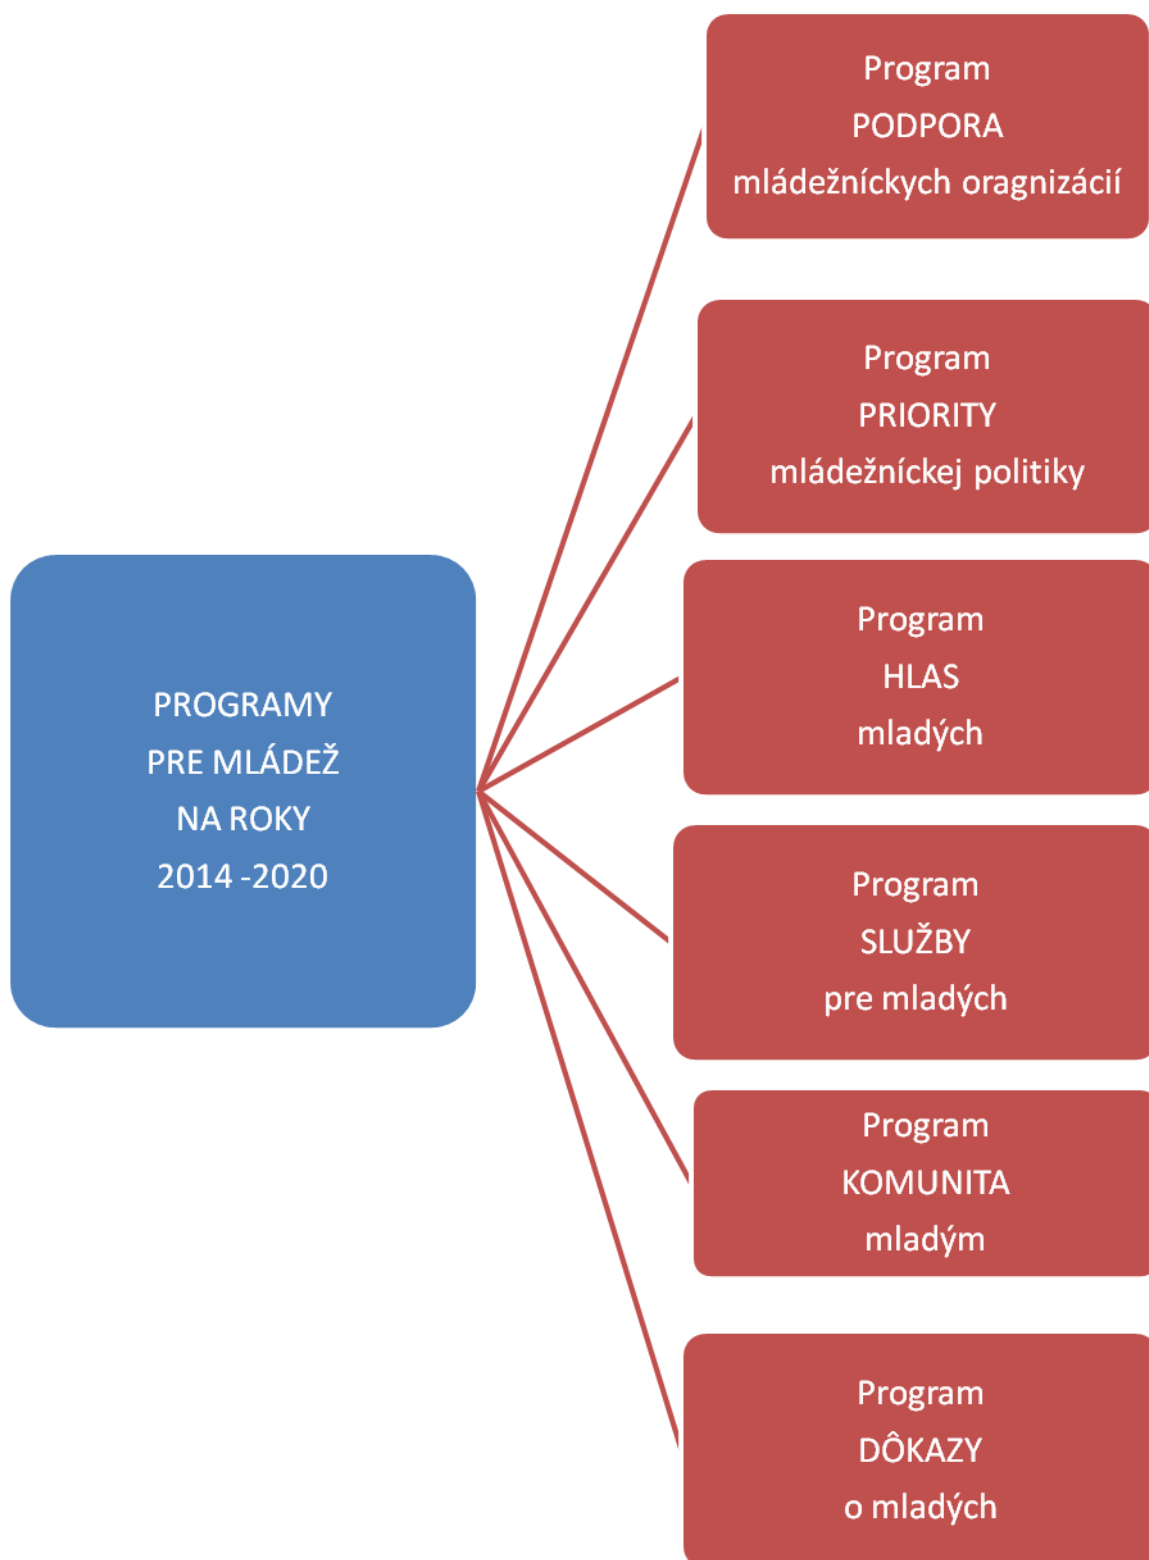 PROGRAMY
PRE MLÁDEŽ
NA ROKY
2014 -2020
Program
PODPORA
mládežníckych oragnizácií
Program
PRIORITY
mládežníckej politiky
Program
HLAS
mladých
Program
SLUŽBY
pre mladých
Program
KOMUNITA
mladým
Program
DÔKAZY
o mladých